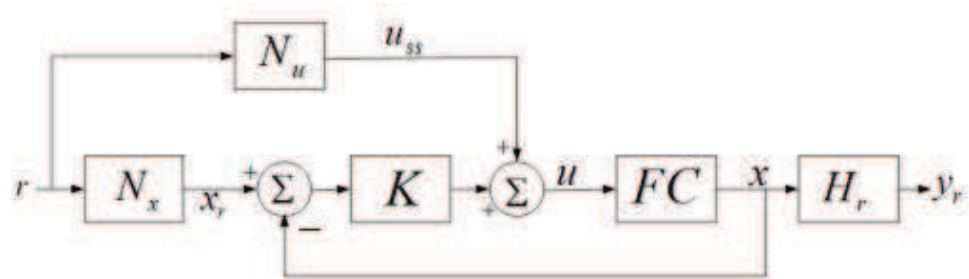 N_u
u_ss
+
r
N_x
x_r
+
Σ
−
K
+
Σ
u
FC
x
H_r
y_r